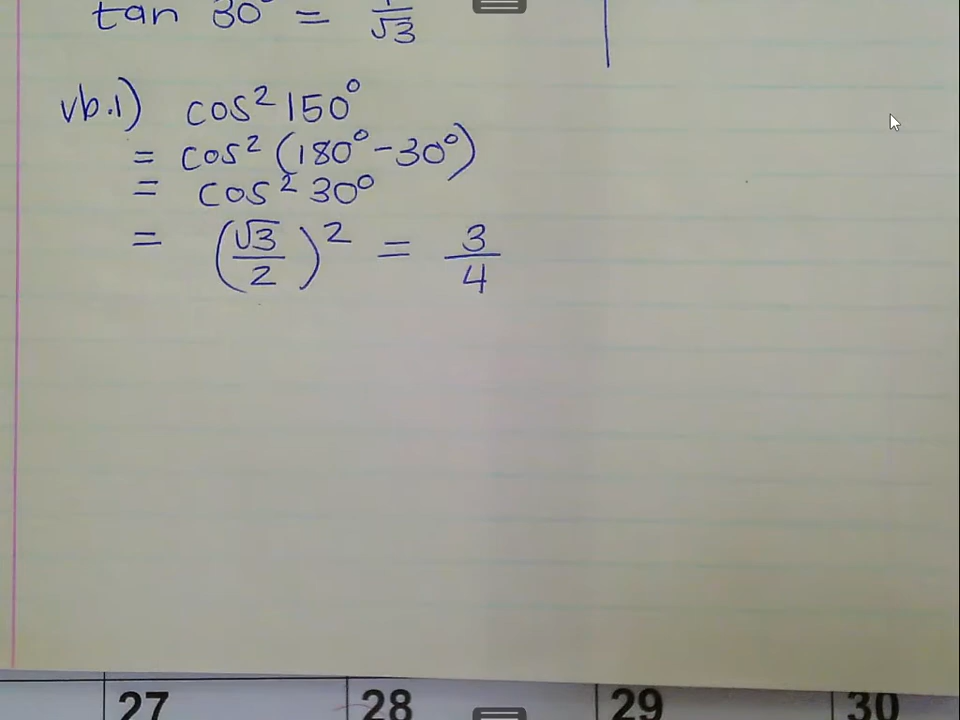 tan 30° = 1/√3
vb.1) cos² 150°
= cos² (180° - 30°)
= cos² 30°
= (√3/2)² = 3/4
27 28 29 30